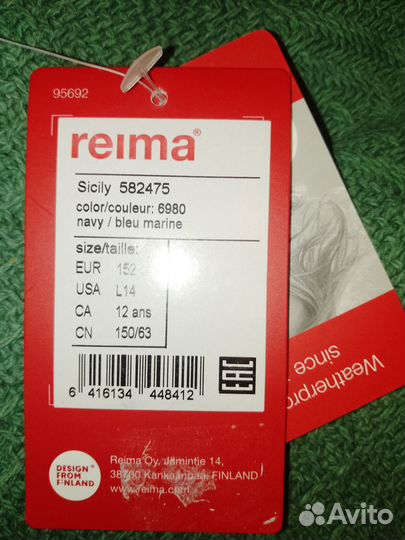 95692
reima®
Sicily 582475
color/couleur: 6980
navy / bleu marine
size/taille:
EUR 152
USA L14
CA 12 ans
CN 150/63
6 416134 448412
EAC
DESIGN FROM FINLAND
Reima Oy, Jämintie 14,
38700 Kankaanpää FINLAND
www.reima.com
Weatherpro
since
Avito